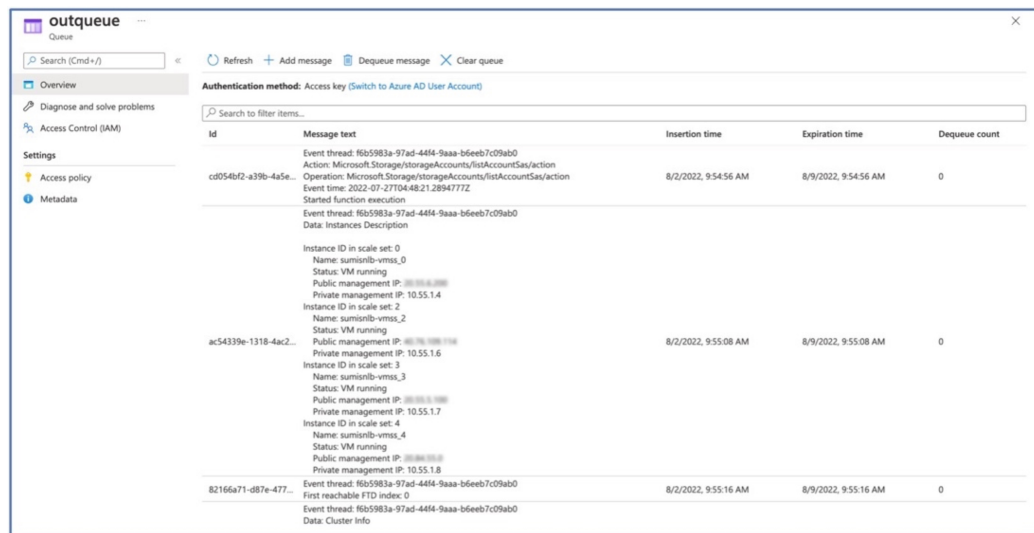 outqueue ...
Queue
Search (Cmd+/)
«
Overview
Diagnose and solve problems
Access Control (IAM)
Settings
Access policy
Metadata
Refresh
Add message
Dequeue message
Clear queue
Authentication method: Access key (Switch to Azure AD User Account)
Search to filter items...
Id Message text Insertion time Expiration time Dequeue count
Event thread: f6b5983a-97ad-44f4-9aaa-b6eeb7c09ab0
Action: Microsoft.Storage/storageAccounts/listAccountSas/action
cd054bf2-a39b-4a5e... Operation: Microsoft.Storage/storageAccounts/listAccountSas/action 8/2/2022, 9:54:56 AM 8/9/2022, 9:54:56 AM 0
Event time: 2022-07-27T04:48:21.2894777Z
Started function execution
Event thread: f6b5983a-97ad-44f4-9aaa-b6eeb7c09ab0
Data: Instances Description
Instance ID in scale set: 0
Name: sumisnlb-vmss_0
Status: VM running
Public management IP:
Private management IP: 10.55.1.4
Instance ID in scale set: 2
Name: sumisnlb-vmss_2
Status: VM running
ac54339e-1318-4ac2... Public management IP: 8/2/2022, 9:55:08 AM 8/9/2022, 9:55:08 AM 0
Private management IP: 10.55.1.6
Instance ID in scale set: 3
Name: sumisnlb-vmss_3
Status: VM running
Public management IP:
Private management IP: 10.55.1.7
Instance ID in scale set: 4
Name: sumisnlb-vmss_4
Status: VM running
Public management IP:
Private management IP: 10.55.1.8
82166a71-d87e-477... Event thread: f6b5983a-97ad-44f4-9aaa-b6eeb7c09ab0 8/2/2022, 9:55:16 AM 8/9/2022, 9:55:16 AM 0
First reachable FTD index: 0
Event thread: f6b5983a-97ad-44f4-9aaa-b6eeb7c09ab0
Data: Cluster Info